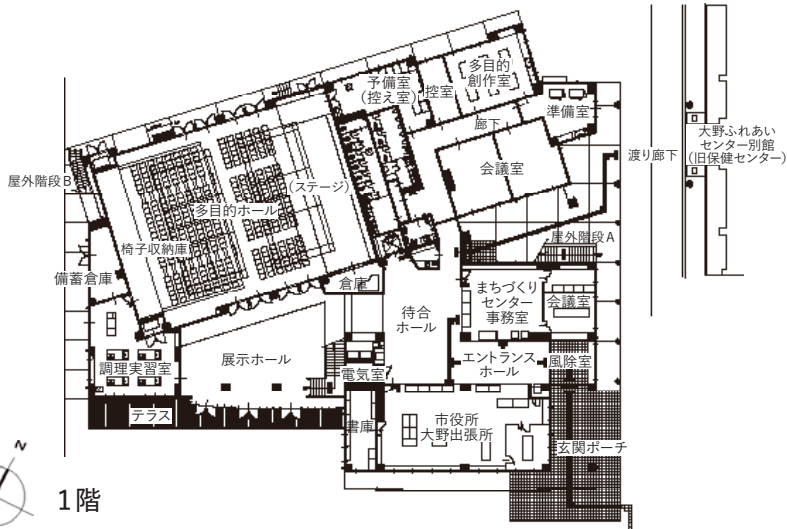 多目的
創作室
予備室
(控え室)
控室
準備室
廊下
大野ふれあい
センター別館
(旧保健センター)
渡り廊下
会議室
屋外階段B
(ステージ)
多目的ホール
椅子収納庫
屋外階段A
備蓄倉庫
倉庫
まちづくり
センター
事務室
会議室
待合
ホール
展示ホール
エントランス
ホール
風除室
調理実習室
電気室
テラス
書庫
市役所
大野出張所
玄関ポーチ
N
1階